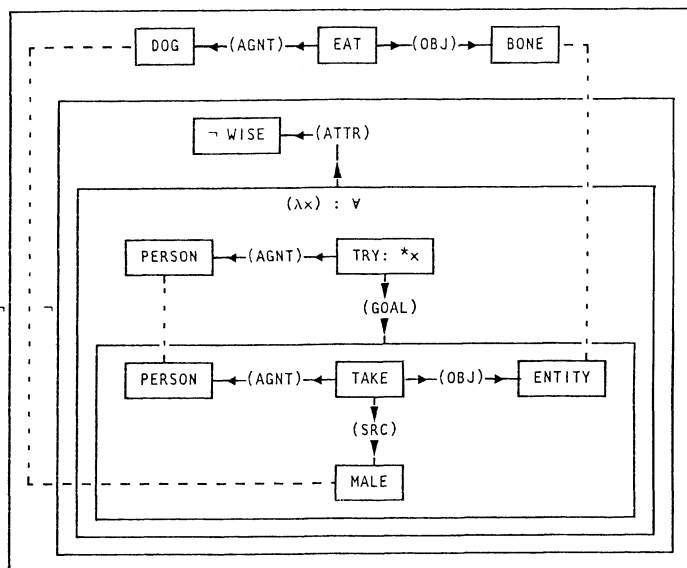 DOG (AGNT) EAT (OBJ) BONE
¬ WISE (ATTR)
(λx) : ∀
PERSON (AGNT) TRY: *x
(GOAL)
¬ ¬
PERSON (AGNT) TAKE (OBJ) ENTITY
(SRC)
MALE